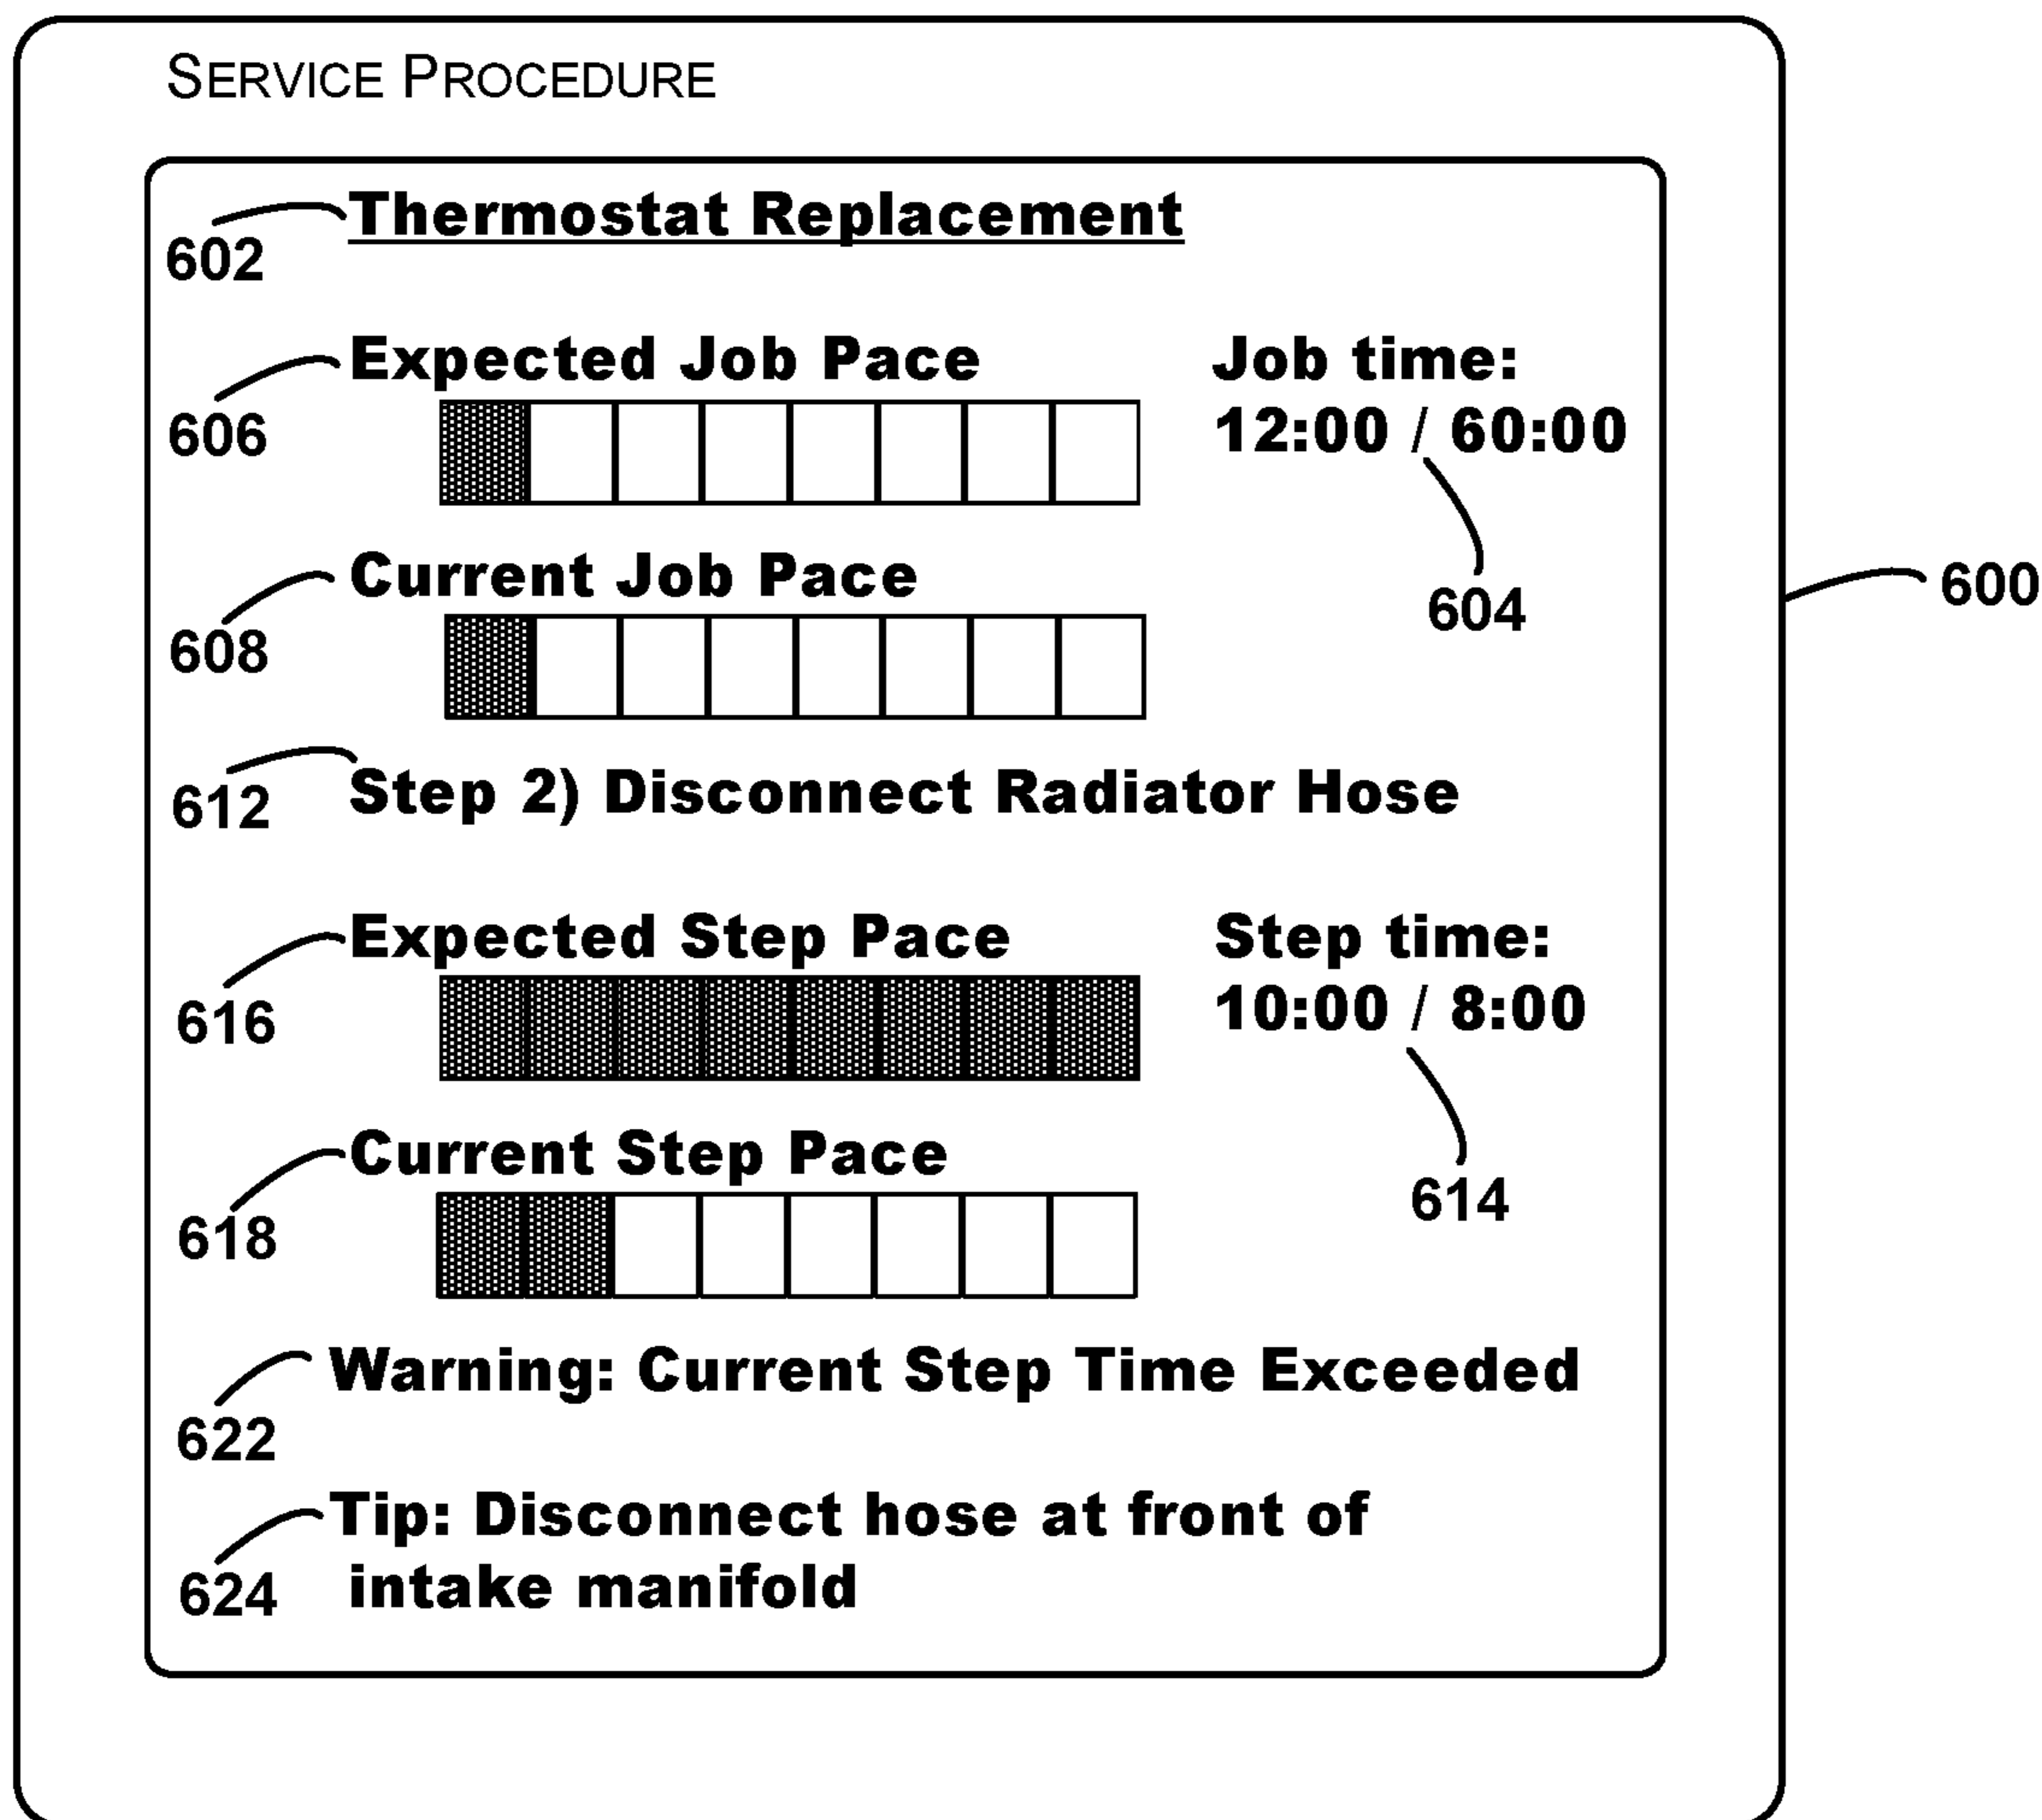 SERVICE PROCEDURE
Thermostat Replacement
602
Expected Job Pace
Job time:
606
12:00 / 60:00
Current Job Pace
604
600
608
Step 2) Disconnect Radiator Hose
612
Expected Step Pace
Step time:
616
10:00 / 8:00
Current Step Pace
614
618
Warning: Current Step Time Exceeded
622
Tip: Disconnect hose at front of
intake manifold
624